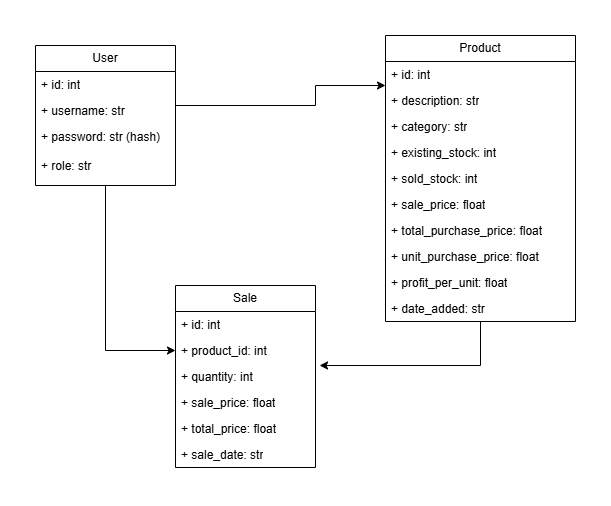 User
+ id: int
+ username: str
+ password: str (hash)
+ role: str
Product
+ id: int
+ description: str
+ category: str
+ existing_stock: int
+ sold_stock: int
+ sale_price: float
+ total_purchase_price: float
+ unit_purchase_price: float
+ profit_per_unit: float
+ date_added: str
Sale
+ id: int
+ product_id: int
+ quantity: int
+ sale_price: float
+ total_price: float
+ sale_date: str